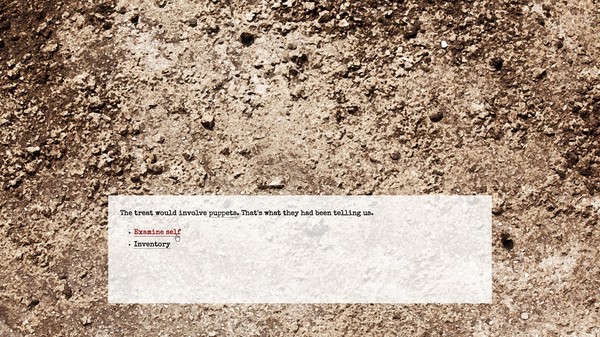 The treat would involve puppets. That's what they had been telling us.
Examine self
Inventory